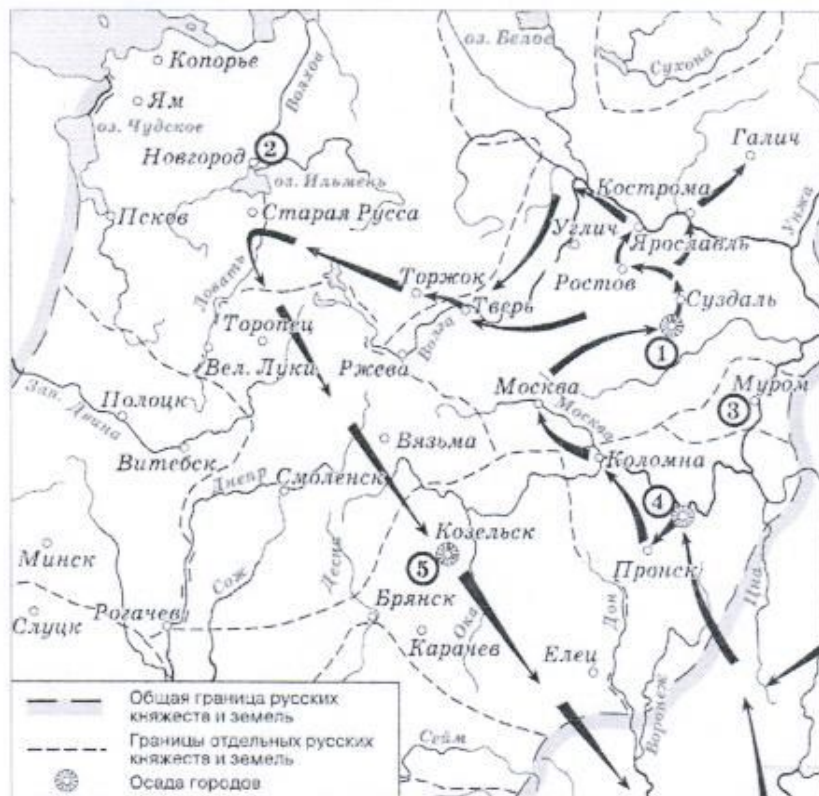 оз. Белое
Сухона
Копорье
Волхов
Ям
оз. Чудское
Галич
Новгород
2
оз. Ильмень
Кострома
Унжа
Псков
Старая Русса
Углич
Ярославль
Ловать
Торжок
Ростов
Тверь
Суздаль
Торопец
Волга
1
Вел. Луки
Ржева
Зап. Двина
Москва
Муром
Полоцк
Москва
3
Витебск
Вязьма
Коломна
Днепр
Смоленск
4
Козельск
Минск
5
Пронск
Сож
Десна
Цна
Рогачев
Брянск
Ока
Дон
Слуцк
Карачев
Елец
Воронеж
Сейм
Общая граница русских
княжеств и земель
Границы отдельных русских
княжеств и земель
Осада городов